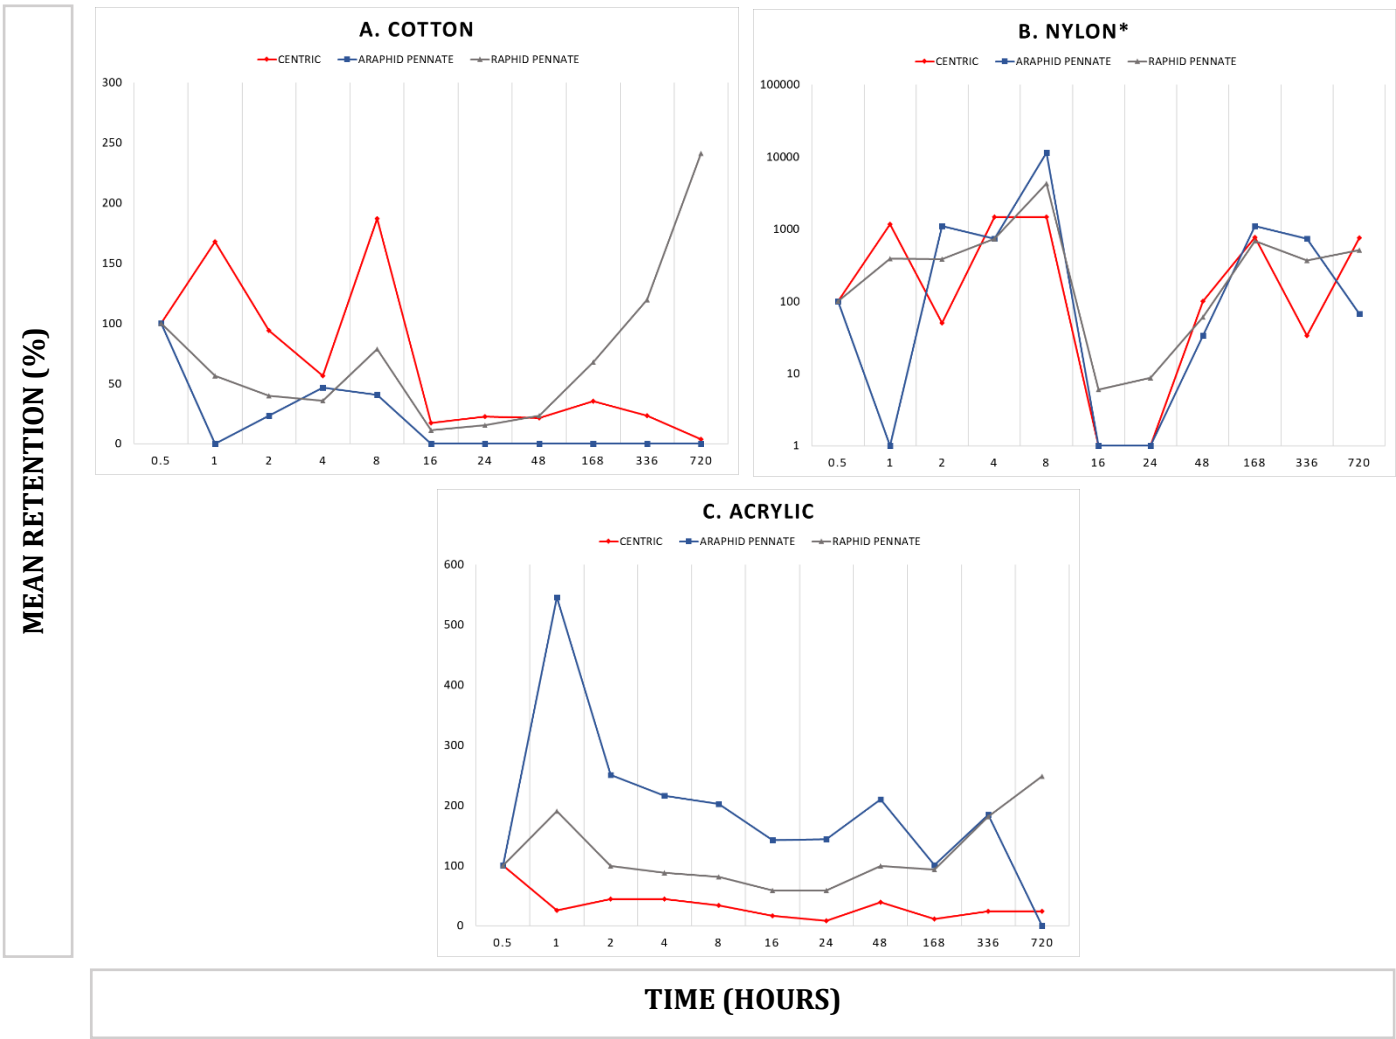 MEAN RETENTION (%)
A. COTTON
CENTRIC ARAPHID PENNATE RAPHID PENNATE
300
250
200
150
100
50
0
0.5 1 2 4 8 16 24 48 168 336 720
B. NYLON*
CENTRIC ARAPHID PENNATE RAPHID PENNATE
100000
10000
1000
100
10
1
0.5 1 2 4 8 16 24 48 168 336 720
C. ACRYLIC
CENTRIC ARAPHID PENNATE RAPHID PENNATE
600
500
400
300
200
100
0
0.5 1 2 4 8 16 24 48 168 336 720
TIME (HOURS)